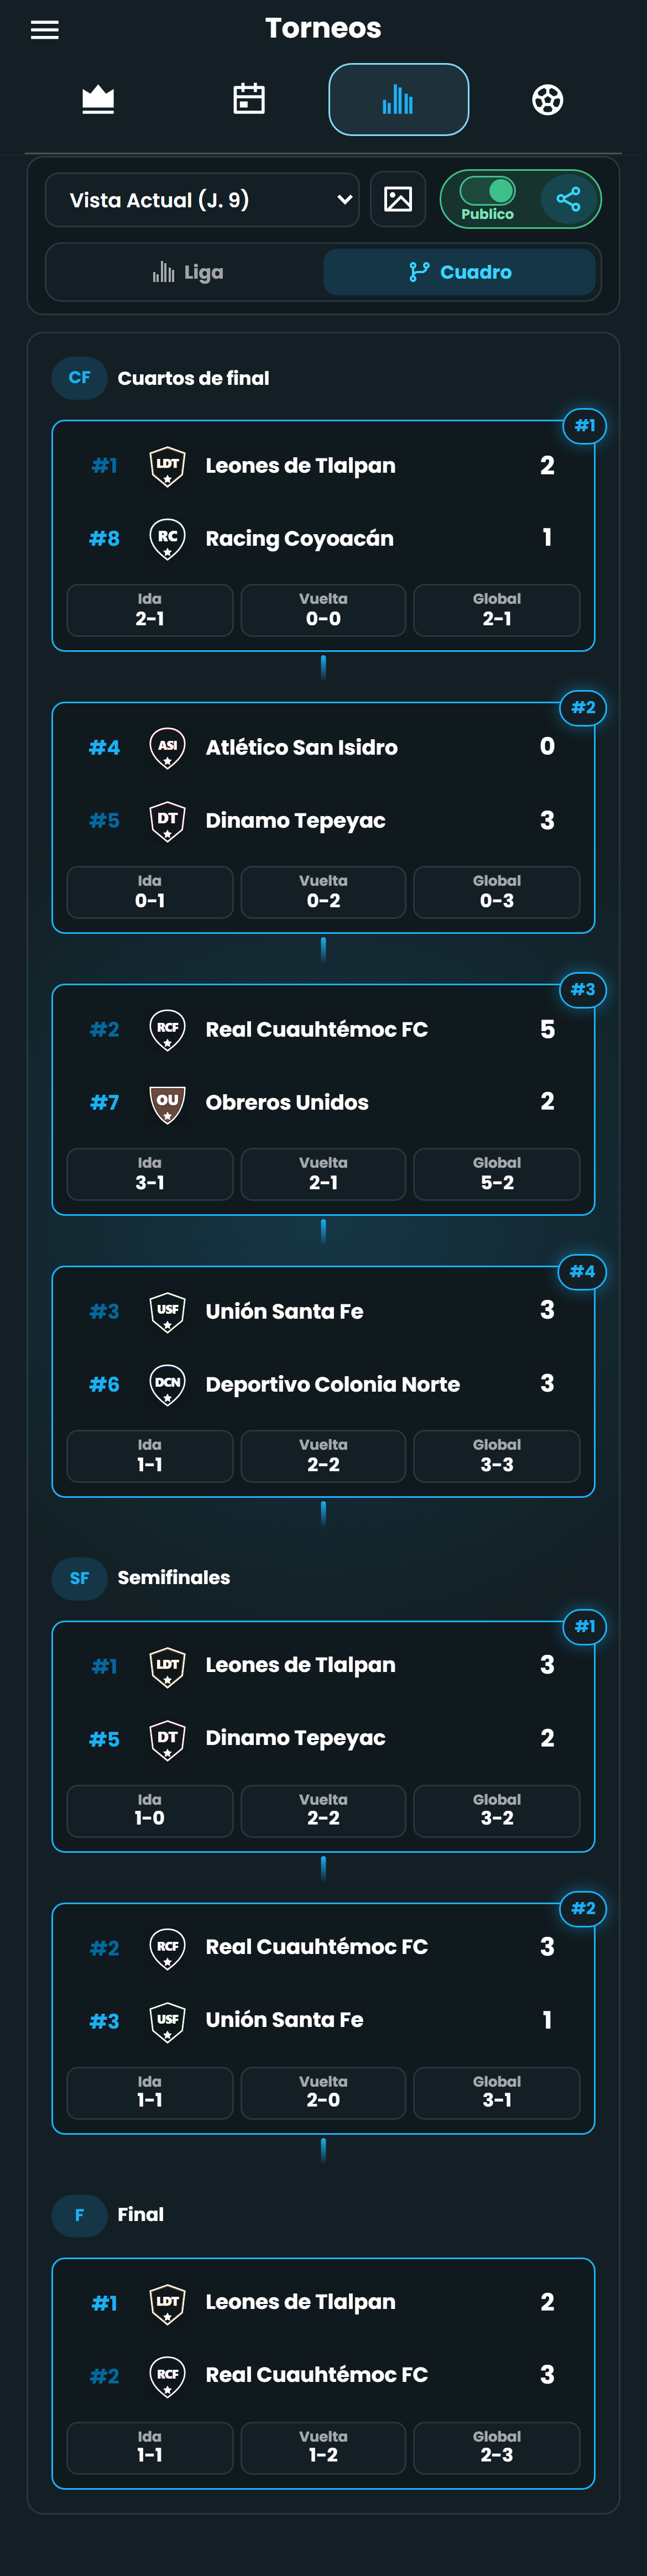 Torneos
Vista Actual (J. 9)
Publico
Liga
Cuadro
CF Cuartos de final
#1
#1 LDT Leones de Tlalpan 2
#8 RC Racing Coyoacán 1
Ida Vuelta Global
2-1 0-0 2-1
#2
#4 ASI Atlético San Isidro 0
#5 DT Dinamo Tepeyac 3
Ida Vuelta Global
0-1 0-2 0-3
#3
#2 RCF Real Cuauhtémoc FC 5
#7 OU Obreros Unidos 2
Ida Vuelta Global
3-1 2-1 5-2
#4
#3 USF Unión Santa Fe 3
#6 DCN Deportivo Colonia Norte 3
Ida Vuelta Global
1-1 2-2 3-3
SF Semifinales
#1
#1 LDT Leones de Tlalpan 3
#5 DT Dinamo Tepeyac 2
Ida Vuelta Global
1-0 2-2 3-2
#2
#2 RCF Real Cuauhtémoc FC 3
#3 USF Unión Santa Fe 1
Ida Vuelta Global
1-1 2-0 3-1
F Final
#1 LDT Leones de Tlalpan 2
#2 RCF Real Cuauhtémoc FC 3
Ida Vuelta Global
1-1 1-2 2-3